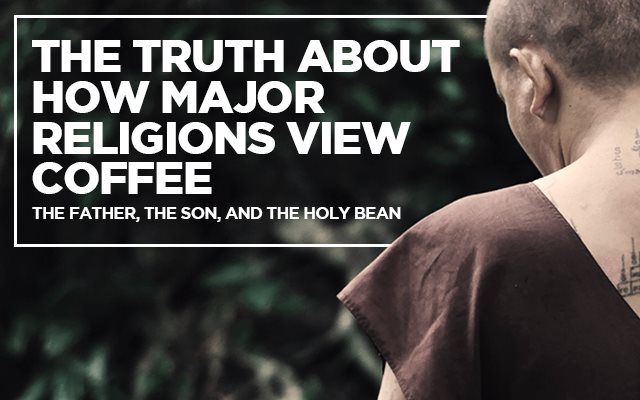 THE TRUTH ABOUT
HOW MAJOR
RELIGIONS VIEW
COFFEE
THE FATHER, THE SON, AND THE HOLY BEAN